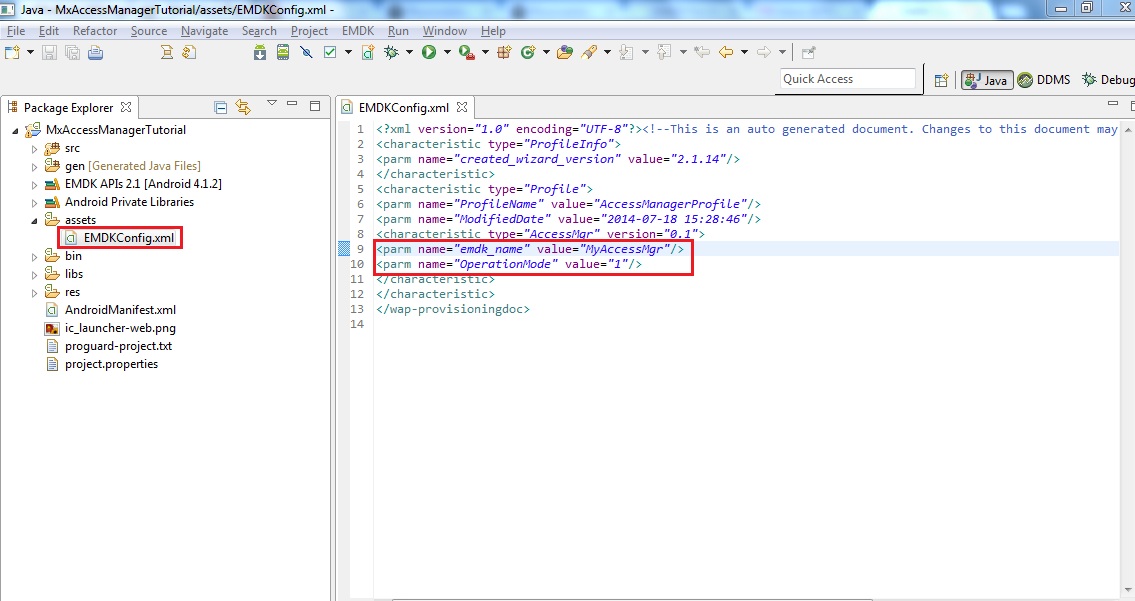 Java - MxAccessManagerTutorial/assets/EMDKConfig.xml -
File Edit Refactor Source Navigate Search Project EMDK Run Window Help
Quick Access
Java
DDMS
Debug
Package Explorer
EMDKConfig.xml
MxAccessManagerTutorial
src
gen [Generated Java Files]
EMDK APIs 2.1 [Android 4.1.2]
Android Private Libraries
assets
EMDKConfig.xml
bin
libs
res
AndroidManifest.xml
ic_launcher-web.png
proguard-project.txt
project.properties
1 <?xml version="1.0" encoding="UTF-8"?><!--This is an auto generated document. Changes to this document may
2 <characteristic type="ProfileInfo">
3 <parm name="created_wizard_version" value="2.1.14"/>
4 </characteristic>
5 <characteristic type="Profile">
6 <parm name="ProfileName" value="AccessManagerProfile"/>
7 <parm name="ModifiedDate" value="2014-07-18 15:28:46"/>
8 <characteristic type="AccessMgr" version="0.1">
9 <parm name="emdk_name" value="MyAccessMgr"/>
10 <parm name="OperationMode" value="1"/>
11 </characteristic>
12 </characteristic>
13 </wap-provisioningdoc>
14